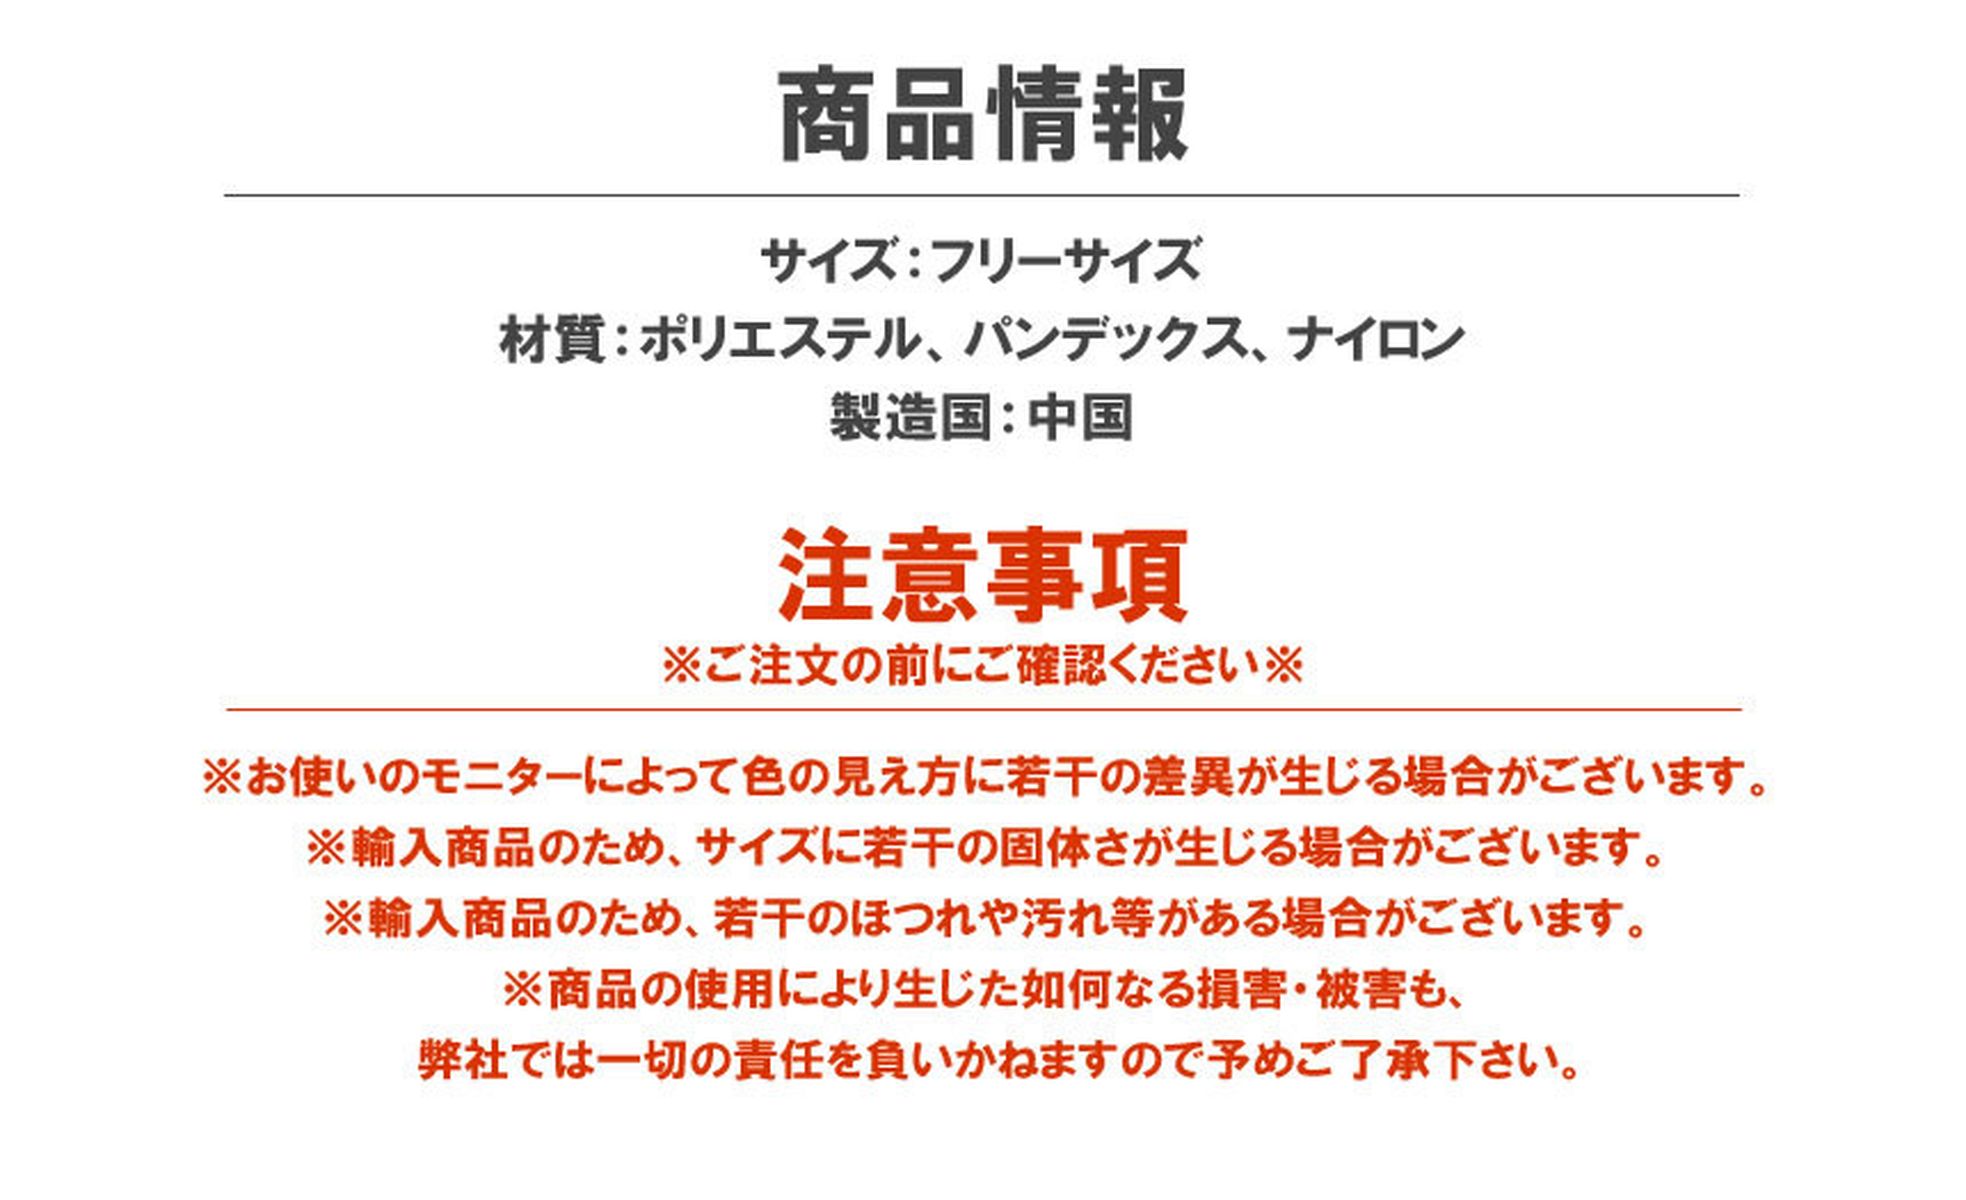 商品情報
サイズ：フリーサイズ
材質：ポリエステル、パンデックス、ナイロン
製造国：中国
注意事項
※ご注文の前にご確認ください※
※お使いのモニターによって色の見え方に若干の差異が生じる場合がございます。
※輸入商品のため、サイズに若干の固体さが生じる場合がございます。
※輸入商品のため、若干のほつれや汚れ等がある場合がございます。
※商品の使用により生じた如何なる損害・被害も、
弊社では一切の責任を負いかねますので予めご了承下さい。